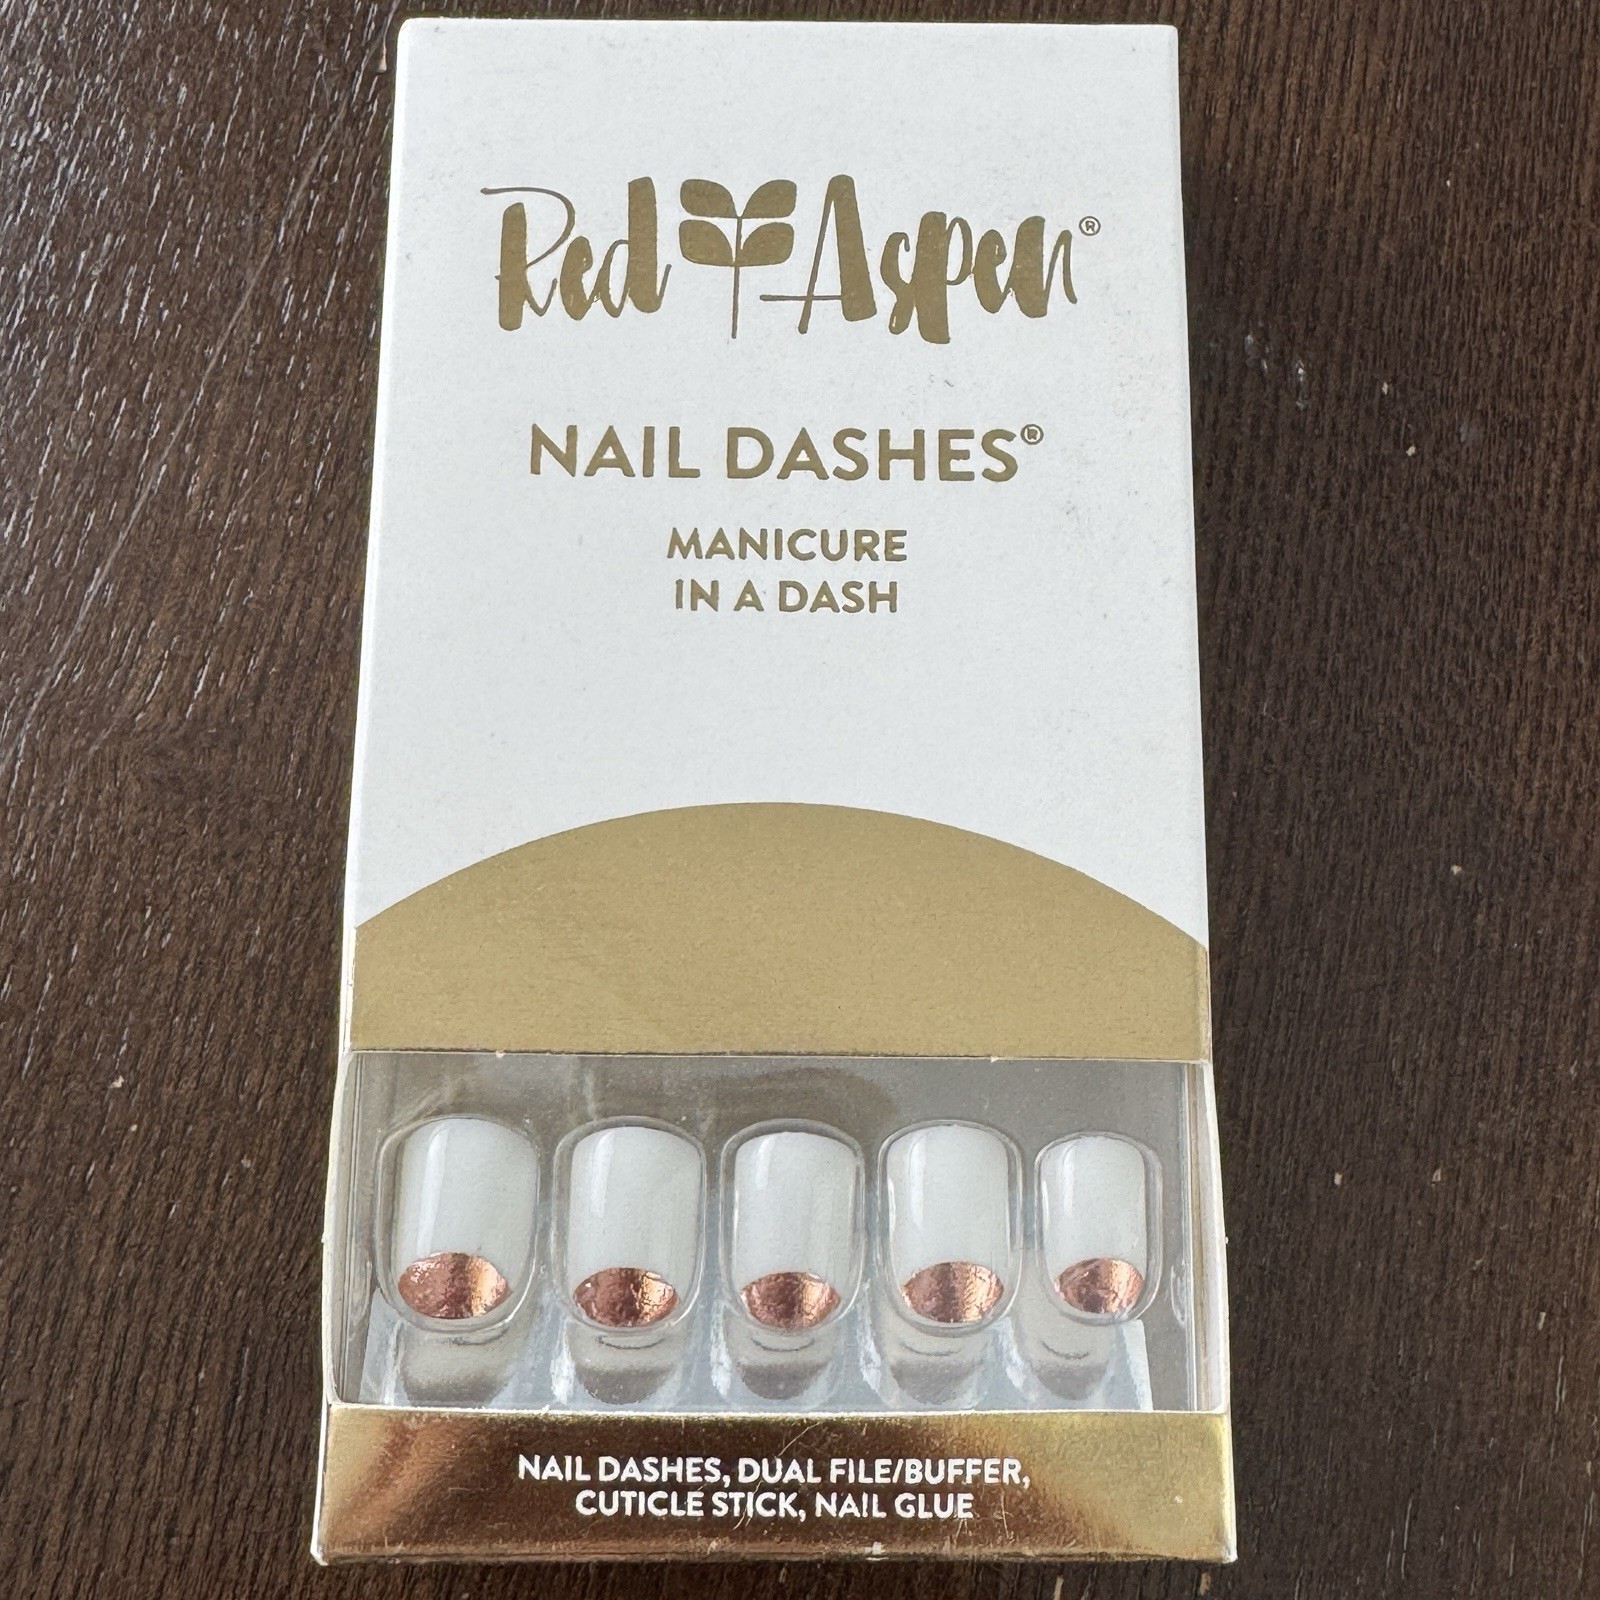 Red Aspen®
NAIL DASHES®
MANICURE
IN A DASH
NAIL DASHES, DUAL FILE/BUFFER,
CUTICLE STICK, NAIL GLUE